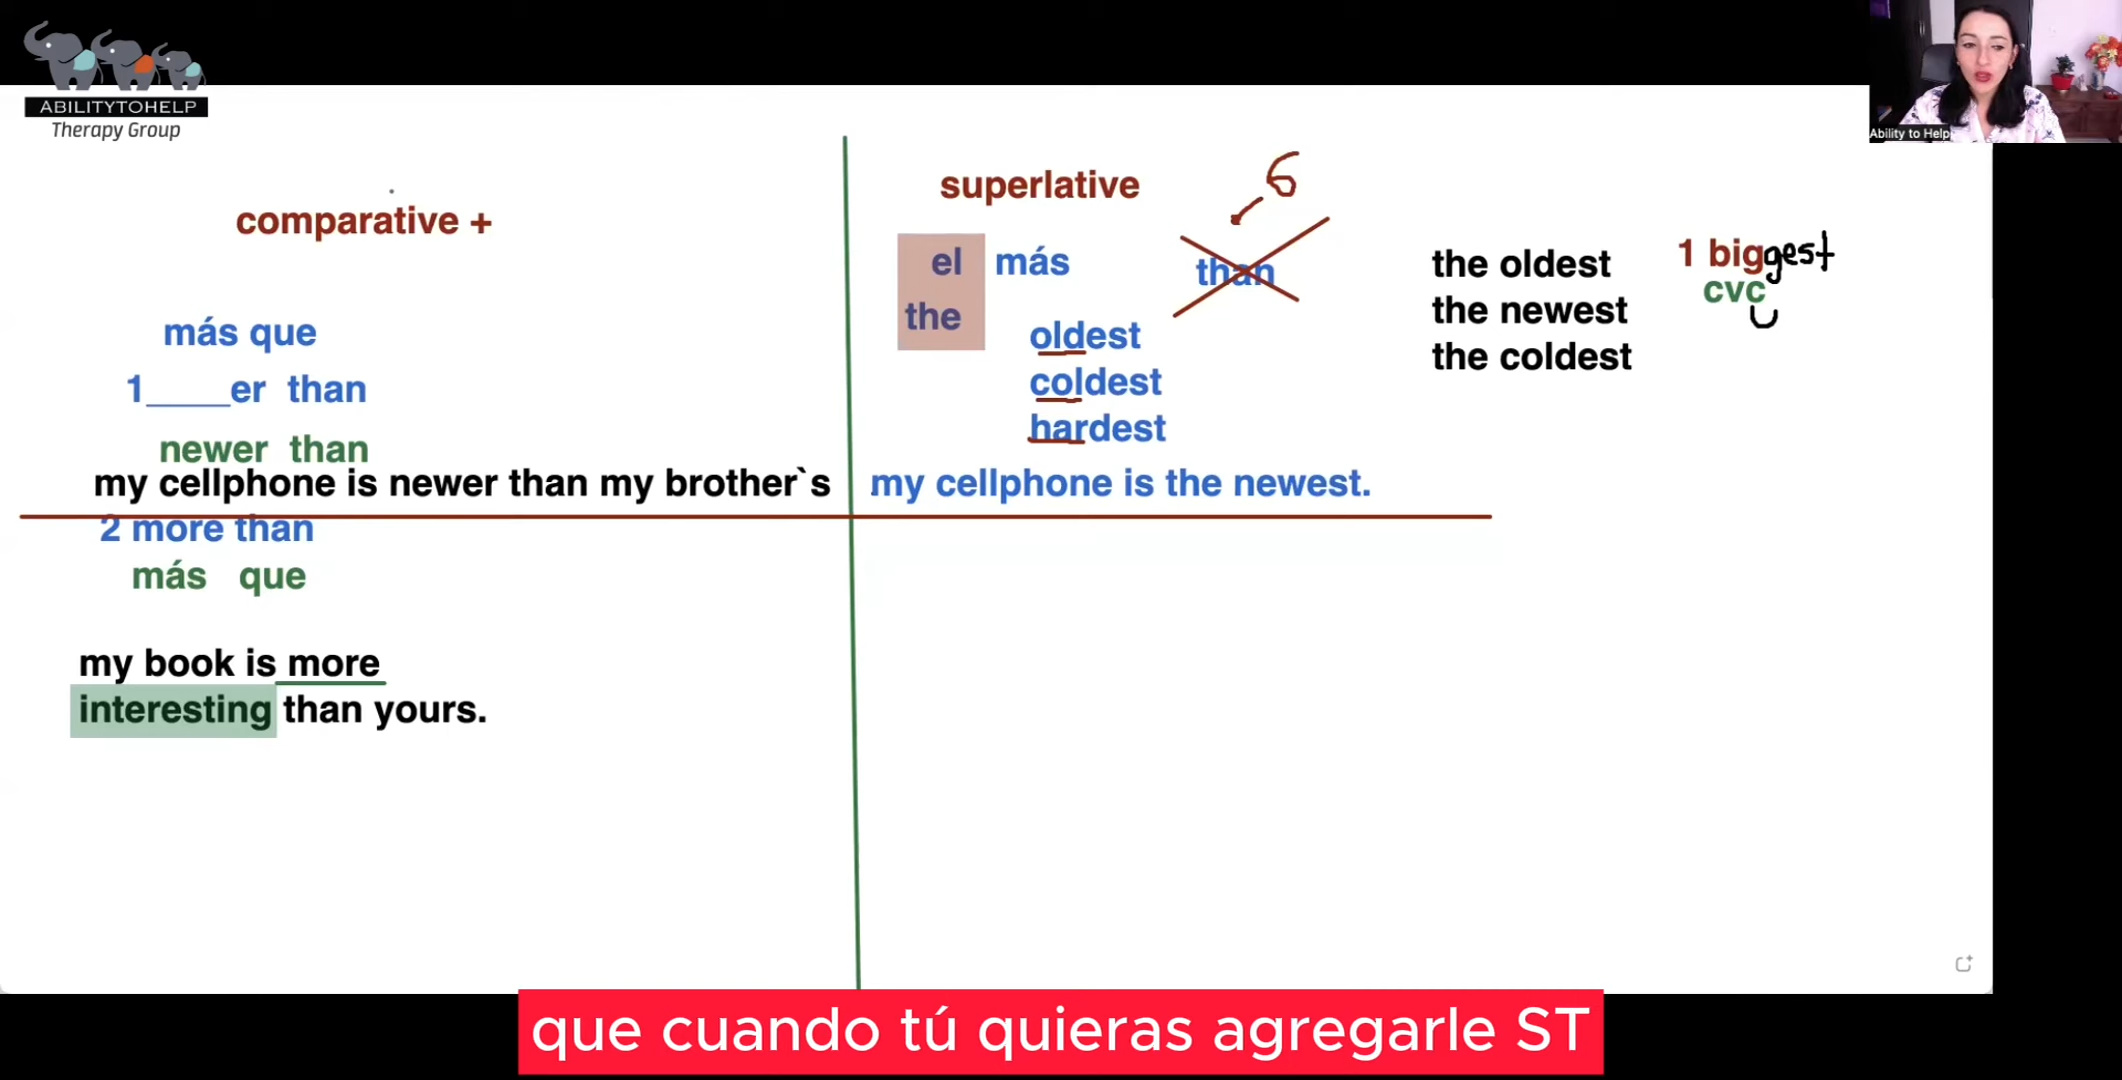 ABILITYTOHELP
Therapy Group
Ability to Help
comparative +
más que
1____er than
newer than
my cellphone is newer than my brother`s
2 more than
más que
my book is more
interesting than yours.
superlative
6
el más than
the
oldest
coldest
hardest
my cellphone is the newest.
the oldest
the newest
the coldest
1 biggest
cvc
que cuando tú quieras agregarle ST